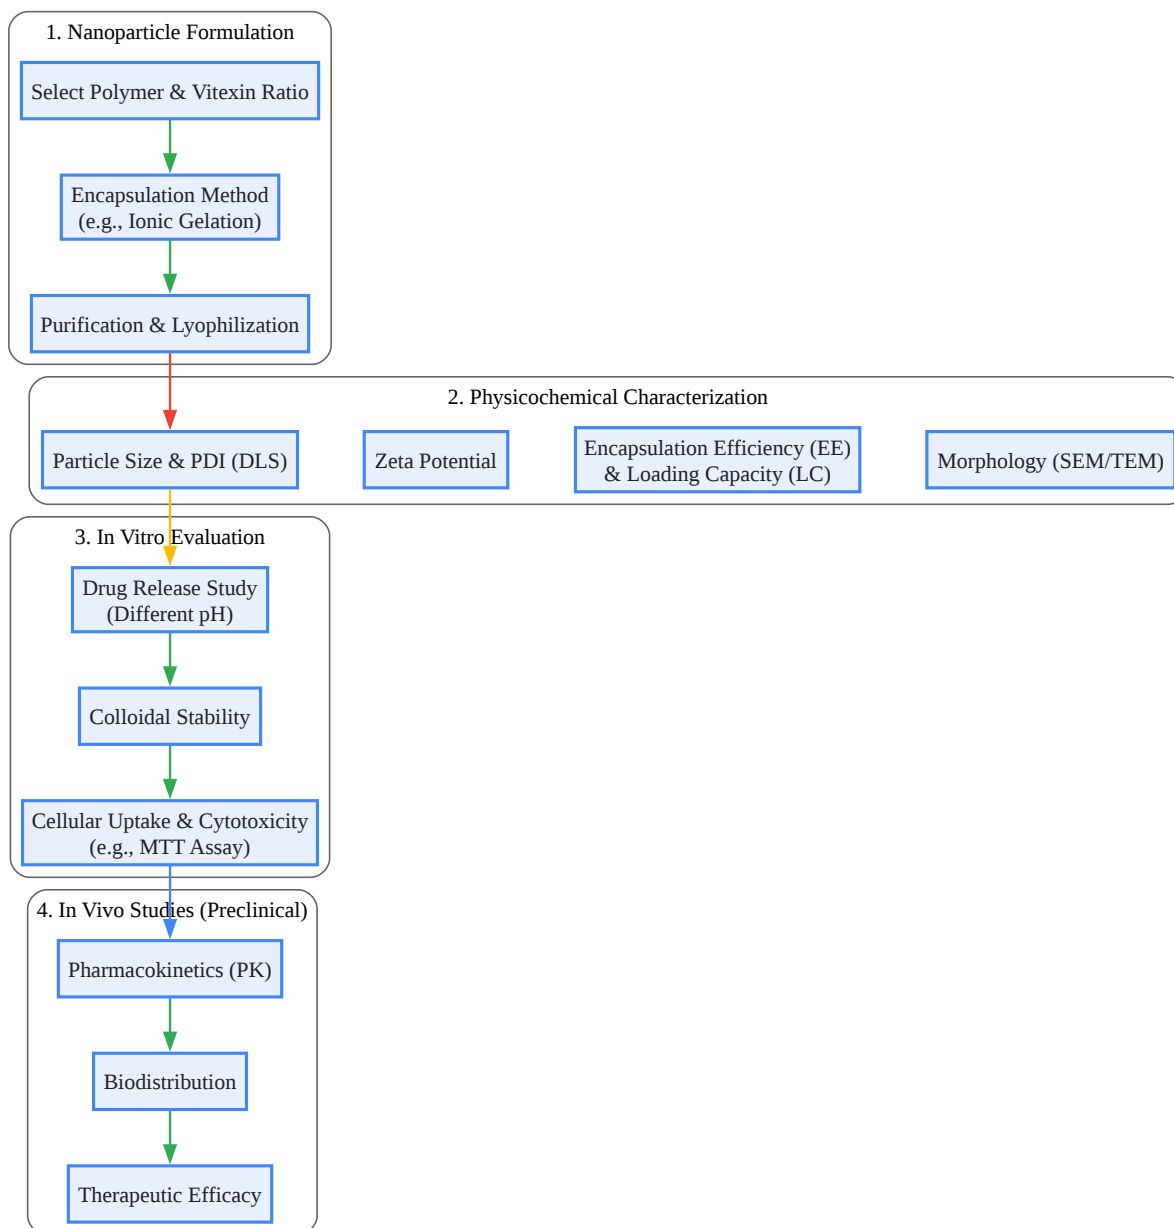 1. Nanoparticle Formulation
Select Polymer & Vitexin Ratio
Encapsulation Method
(e.g., Ionic Gelation)
Purification & Lyophilization
2. Physicochemical Characterization
Particle Size & PDI (DLS)
Zeta Potential
Encapsulation Efficiency (EE)
& Loading Capacity (LC)
Morphology (SEM/TEM)
3. In Vitro Evaluation
Drug Release Study
(Different pH)
Colloidal Stability
Cellular Uptake & Cytotoxicity
(e.g., MTT Assay)
4. In Vivo Studies (Preclinical)
Pharmacokinetics (PK)
Biodistribution
Therapeutic Efficacy